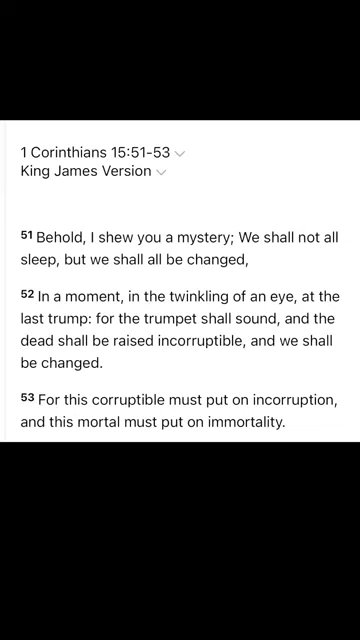 1 Corinthians 15:51-53
King James Version
51 Behold, I shew you a mystery; We shall not all
sleep, but we shall all be changed,
52 In a moment, in the twinkling of an eye, at the
last trump: for the trumpet shall sound, and the
dead shall be raised incorruptible, and we shall
be changed.
53 For this corruptible must put on incorruption,
and this mortal must put on immortality.